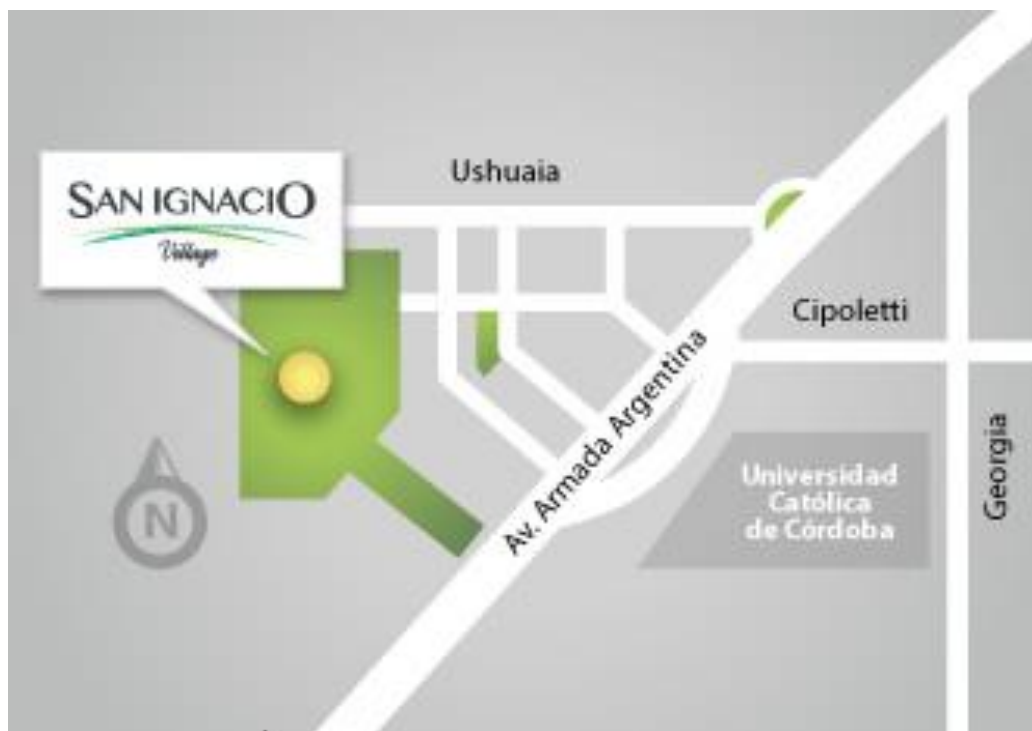 Ushuaia
SAN IGNACIO
Village
Cipoletti
Av. Armada Argentina
Georgia
Universidad
Católica
de Córdoba
N